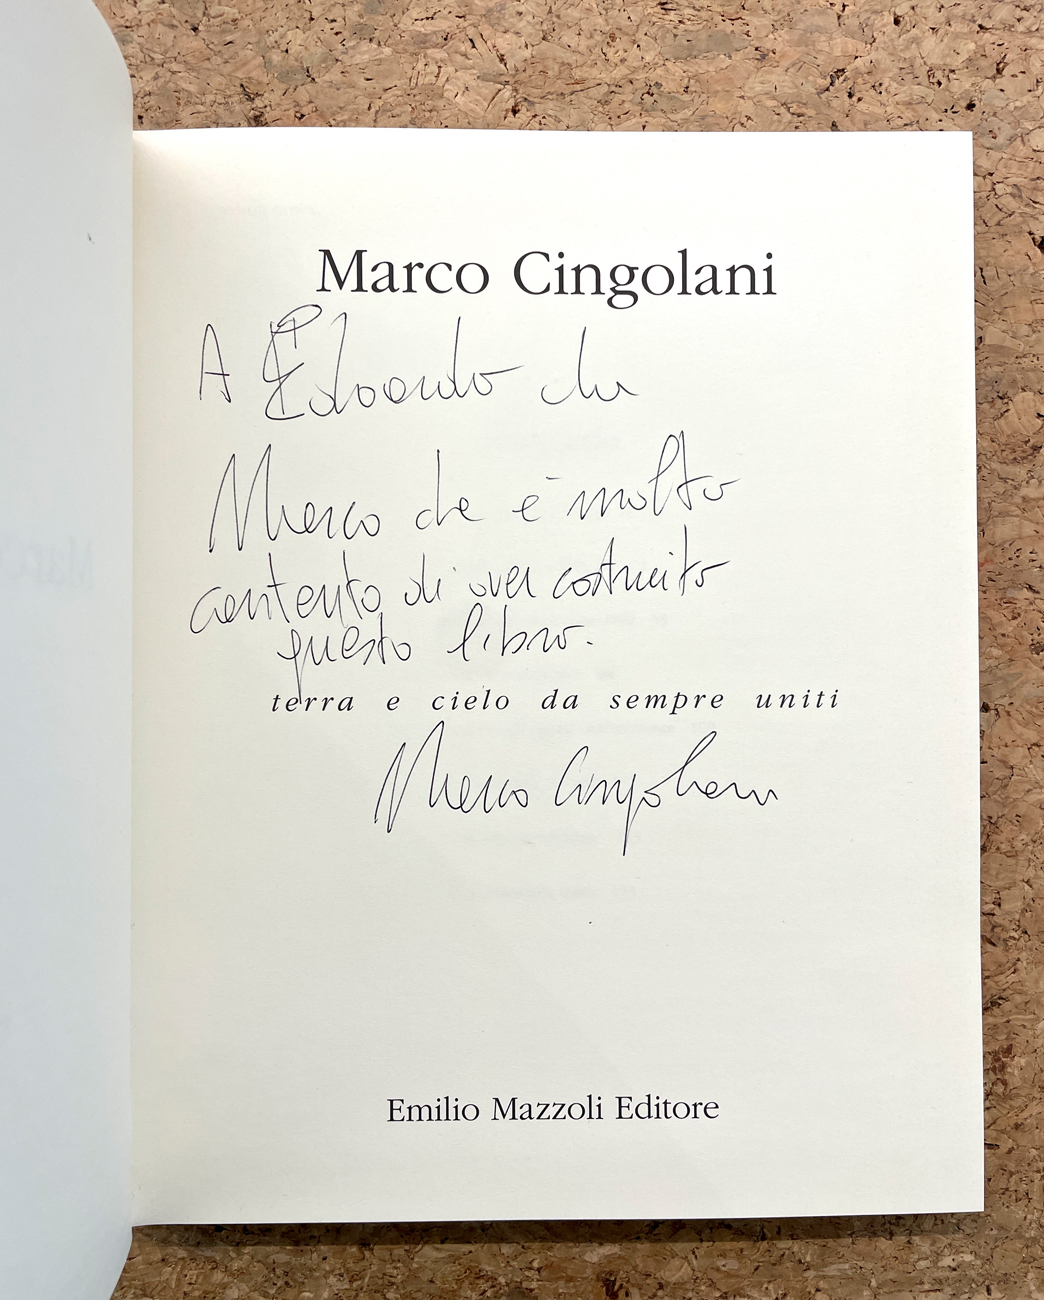 Marco Cingolani
A Edoardo da
Marco che è molto
contento di aver costruito
questo libro.
terra e cielo da sempre uniti
Marco Cingolani
Emilio Mazzoli Editore